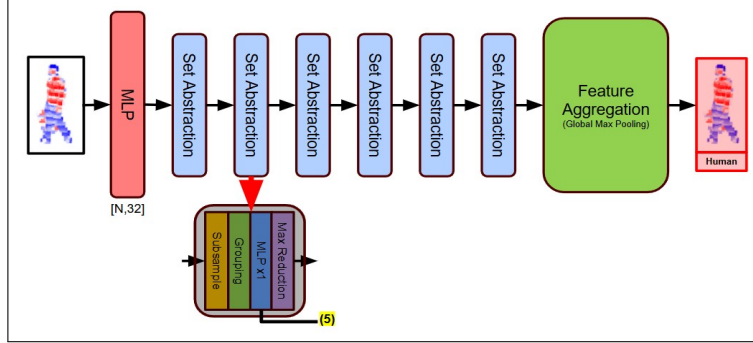 MLP
[N,32]
Set Abstraction
Set Abstraction
Set Abstraction
Set Abstraction
Set Abstraction
Set Abstraction
Feature
Aggregation
(Global Max Pooling)
Human
Subsample
Grouping
MLP x1
Max Reduction
(5)